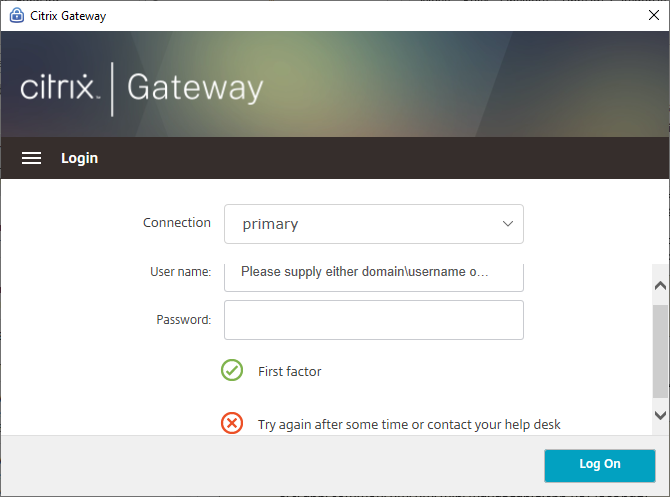 Citrix Gateway
citrix | Gateway
Login
Connection
primary
User name:
Please supply either domain\username o...
Password:
First factor
Try again after some time or contact your help desk
Log On